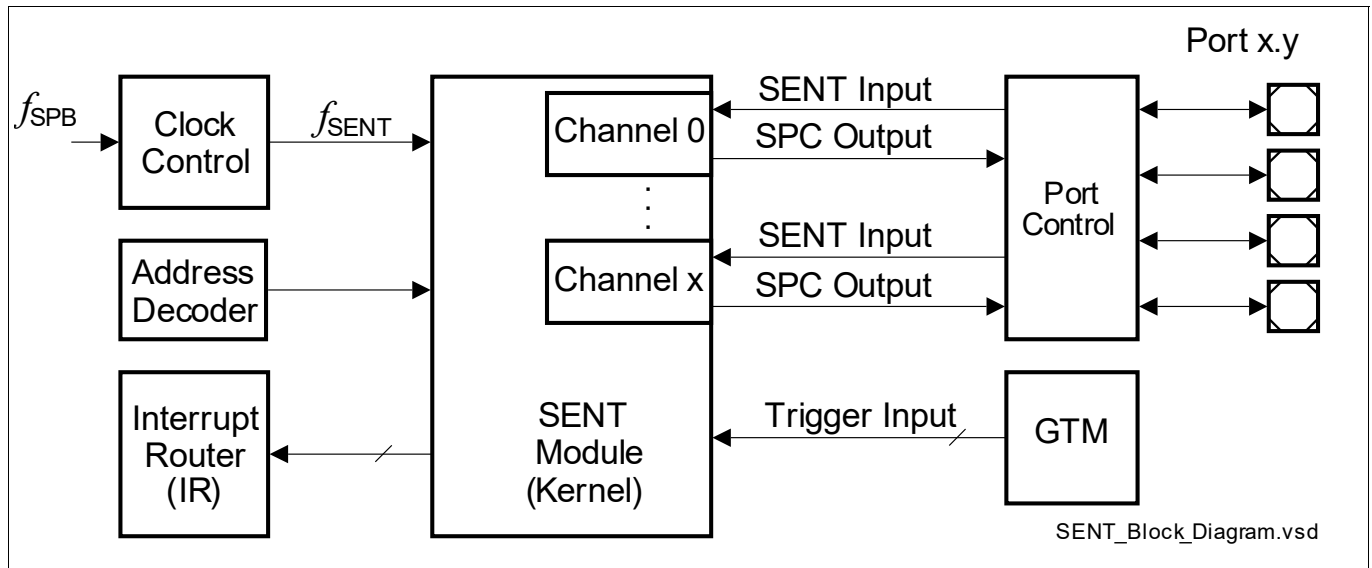 Port x.y
fSPB
Clock
Control
fSENT
Channel 0
SENT Input
SPC Output
.
.
.
Channel x
SENT Input
SPC Output
Port
Control
Address
Decoder
Interrupt
Router
(IR)
SENT
Module
(Kernel)
Trigger Input
GTM
SENT_Block_Diagram.vsd